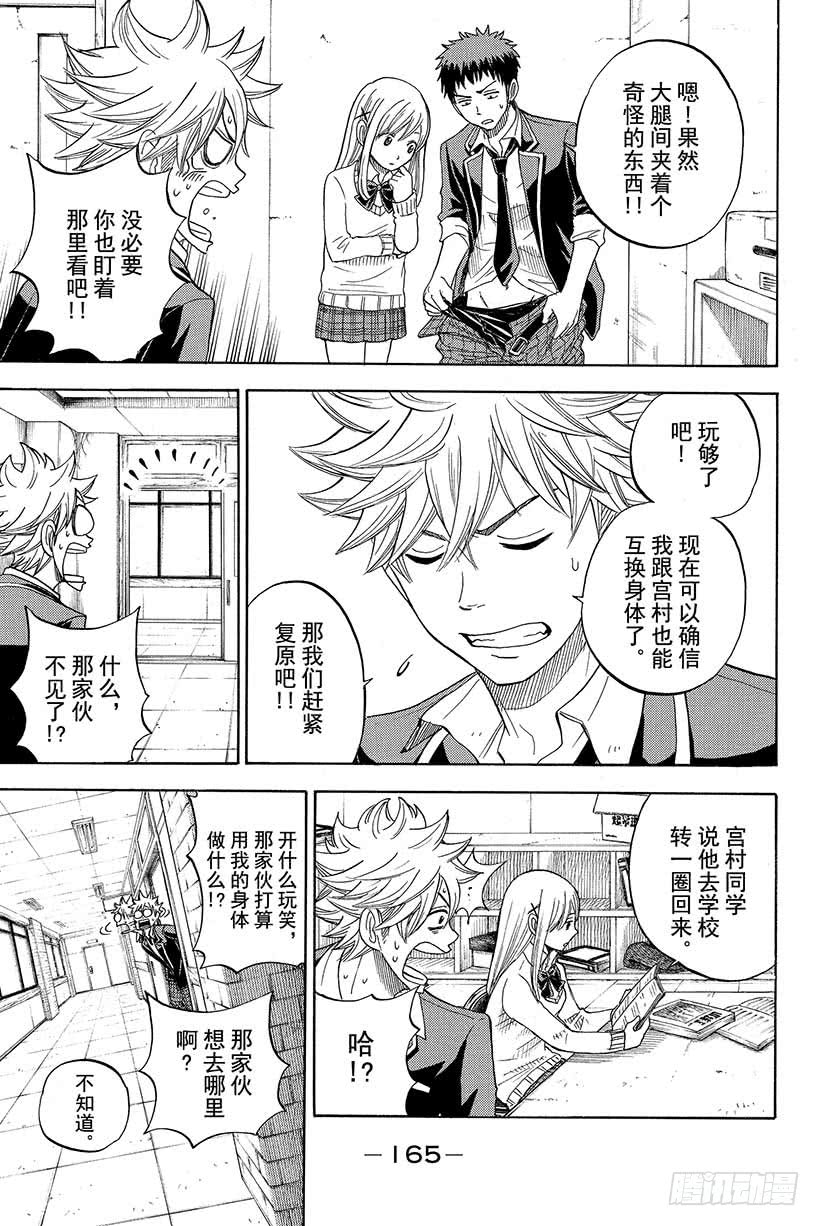 嗯！果然
大腿间夹着个
奇怪的东西!!
没必要
你也盯着
那里看吧!!
玩够了
吧！
现在可以确信
我跟宫村也能
互换身体了。
那我们赶紧
复原吧!!
什么，
那家伙
不见了!?
宫村同学
说他去学校
转一圈回来。
哈
!?
开什么玩笑，
那家伙打算
用我的身体
做什么!?
那家伙
想去哪里
啊？
不知道。
－165－
腾讯动漫